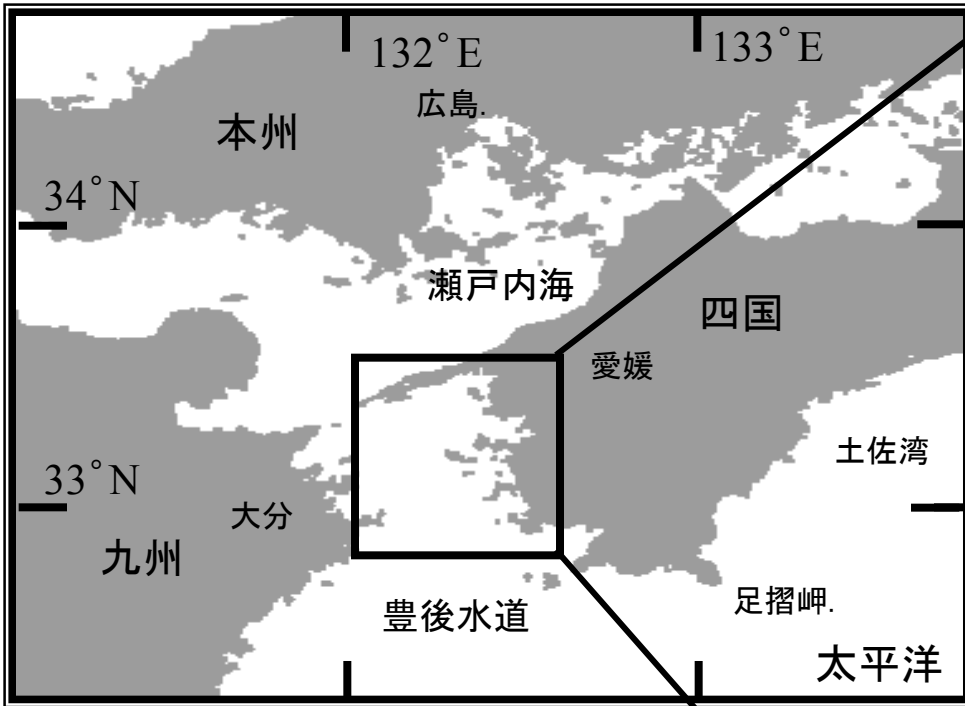 132°E
133°E
広島.
本州
34°N
瀬戸内海
四国
愛媛
土佐湾
33°N
大分
九州
足摺岬.
豊後水道
太平洋